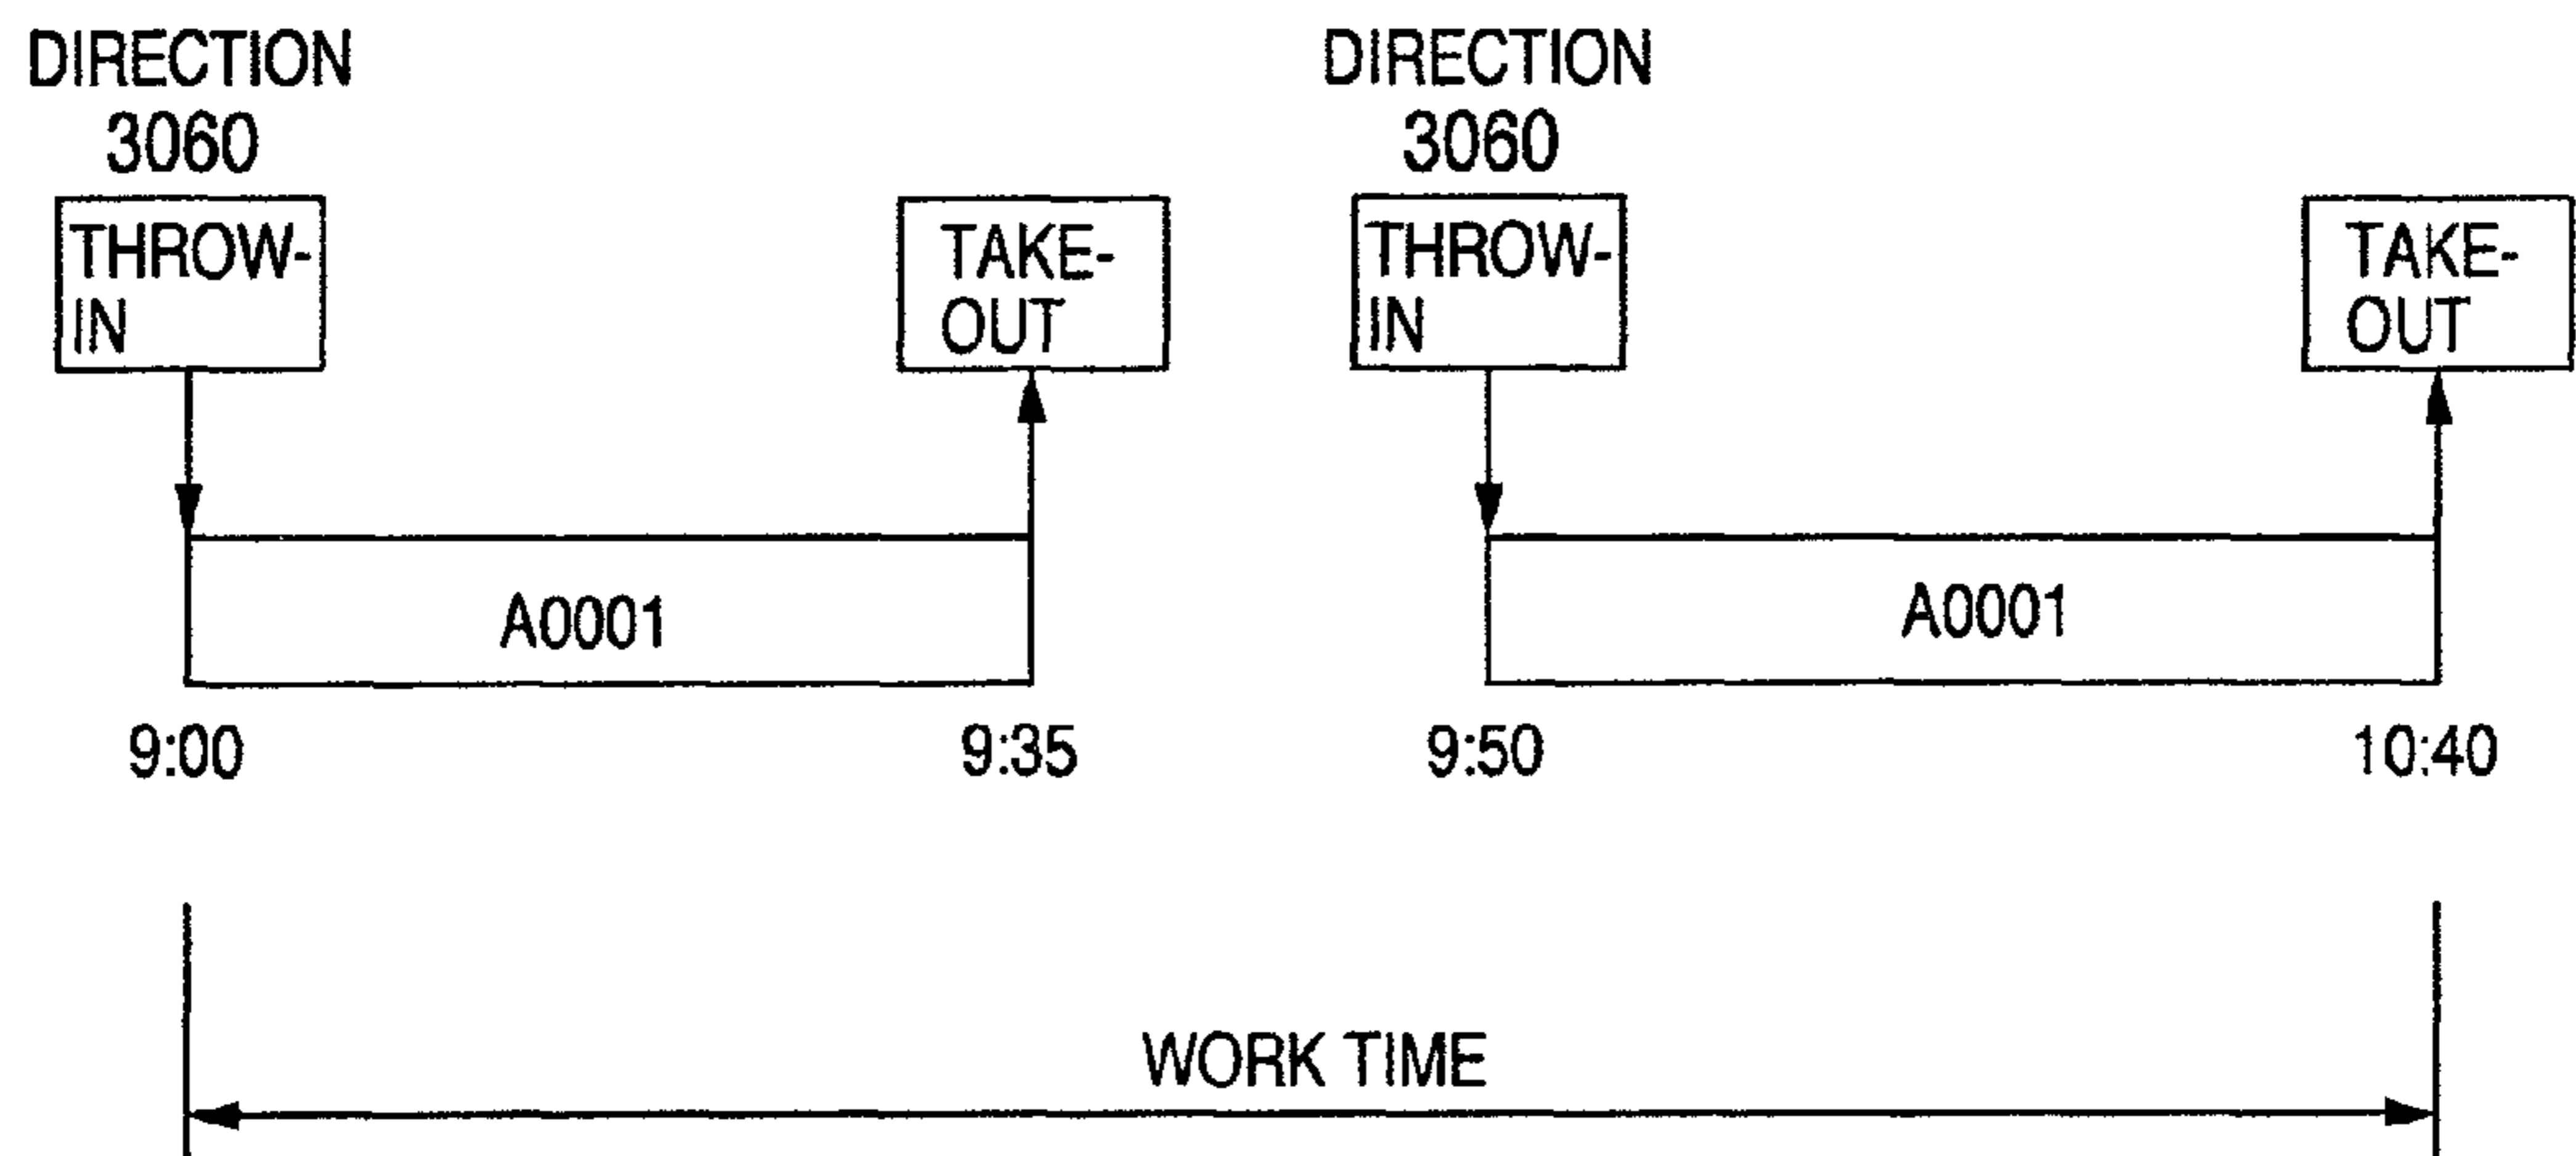 DIRECTION
3060
DIRECTION
3060
THROW-
IN
TAKE-
OUT
THROW-
IN
TAKE-
OUT
A0001
A0001
9:00
9:35
9:50
10:40
WORK TIME